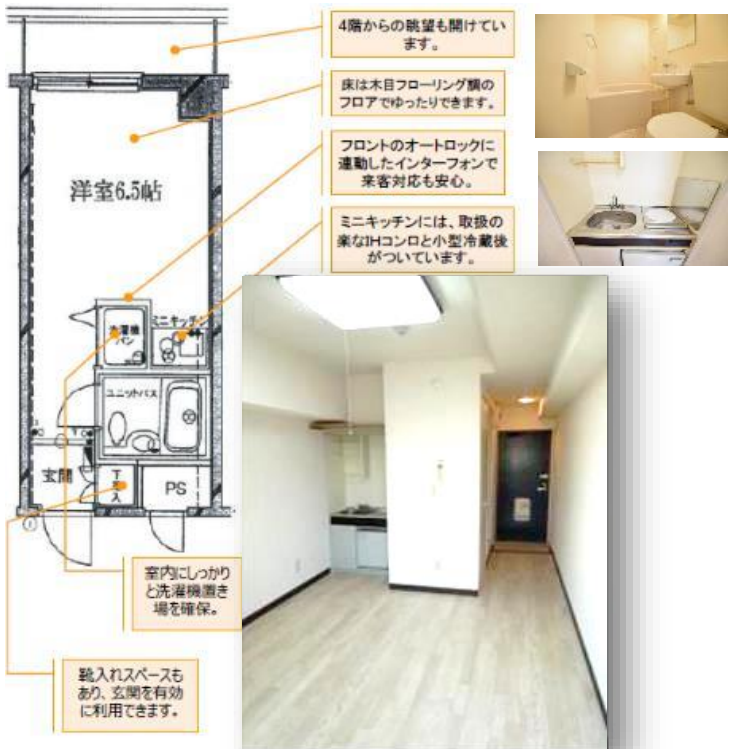 4階からの眺望も開けてい
ます。
床は木目フローリング調の
フロアでゆったりできます。
フロントのオートロックに
連動したインターフォンで
来客対応も安心。
洋室6.5帖
ミニキッチンには、取扱の
楽なIHコンロと小型冷蔵後
がついています。
ミニキッチン
洗濯機
パン
ユニットバス
玄関
下
入
PS
室内にしっかり
と洗濯機置き
場を確保。
靴入れスペースも
あり、玄関を有効
に利用できます。